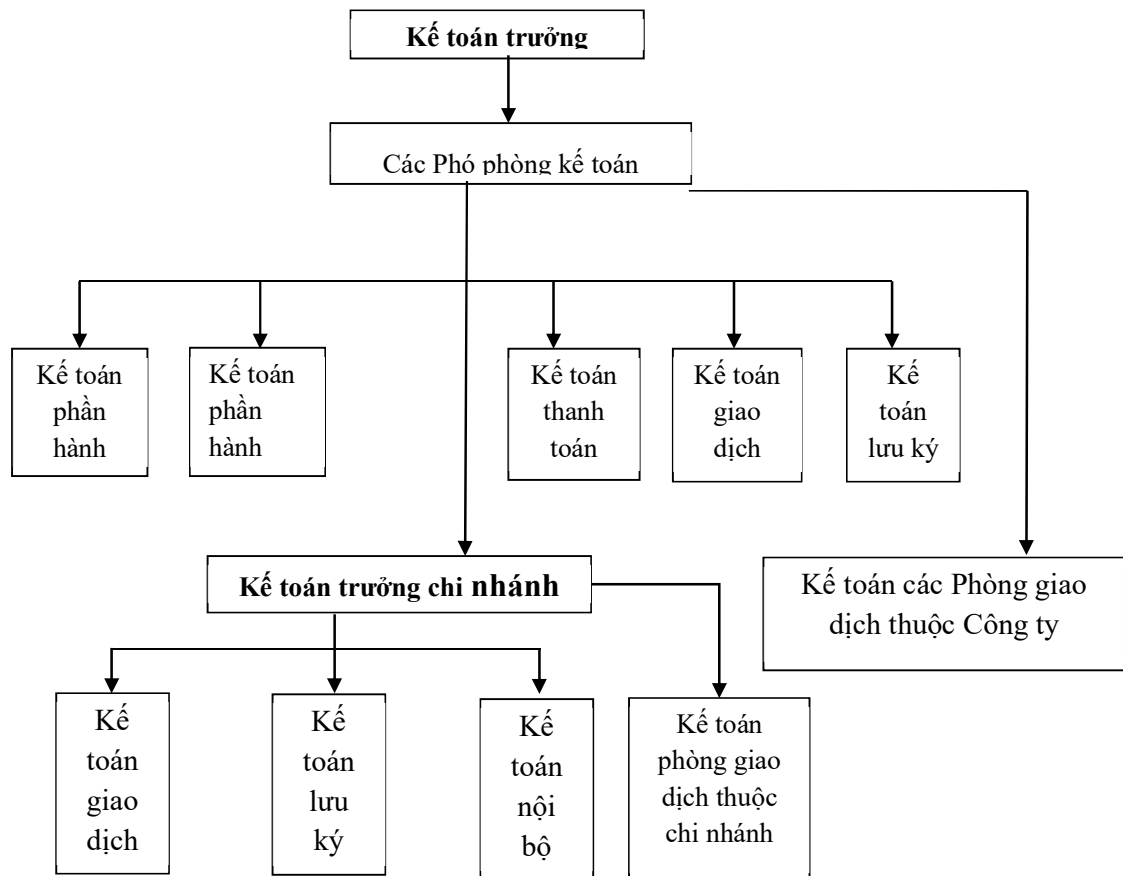 Kế toán trưởng
Các Phó phòng kế toán
Kế toán
phần
hành
Kế toán
phần
hành
Kế toán
thanh
toán
Kế toán
giao
dịch
Kế
toán
lưu ký
Kế toán trưởng chi nhánh
Kế toán các Phòng giao
dịch thuộc Công ty
Kế
toán
giao
dịch
Kế
toán
lưu
ký
Kế
toán
nội
bộ
Kế toán
phòng giao
dịch thuộc
chi nhánh